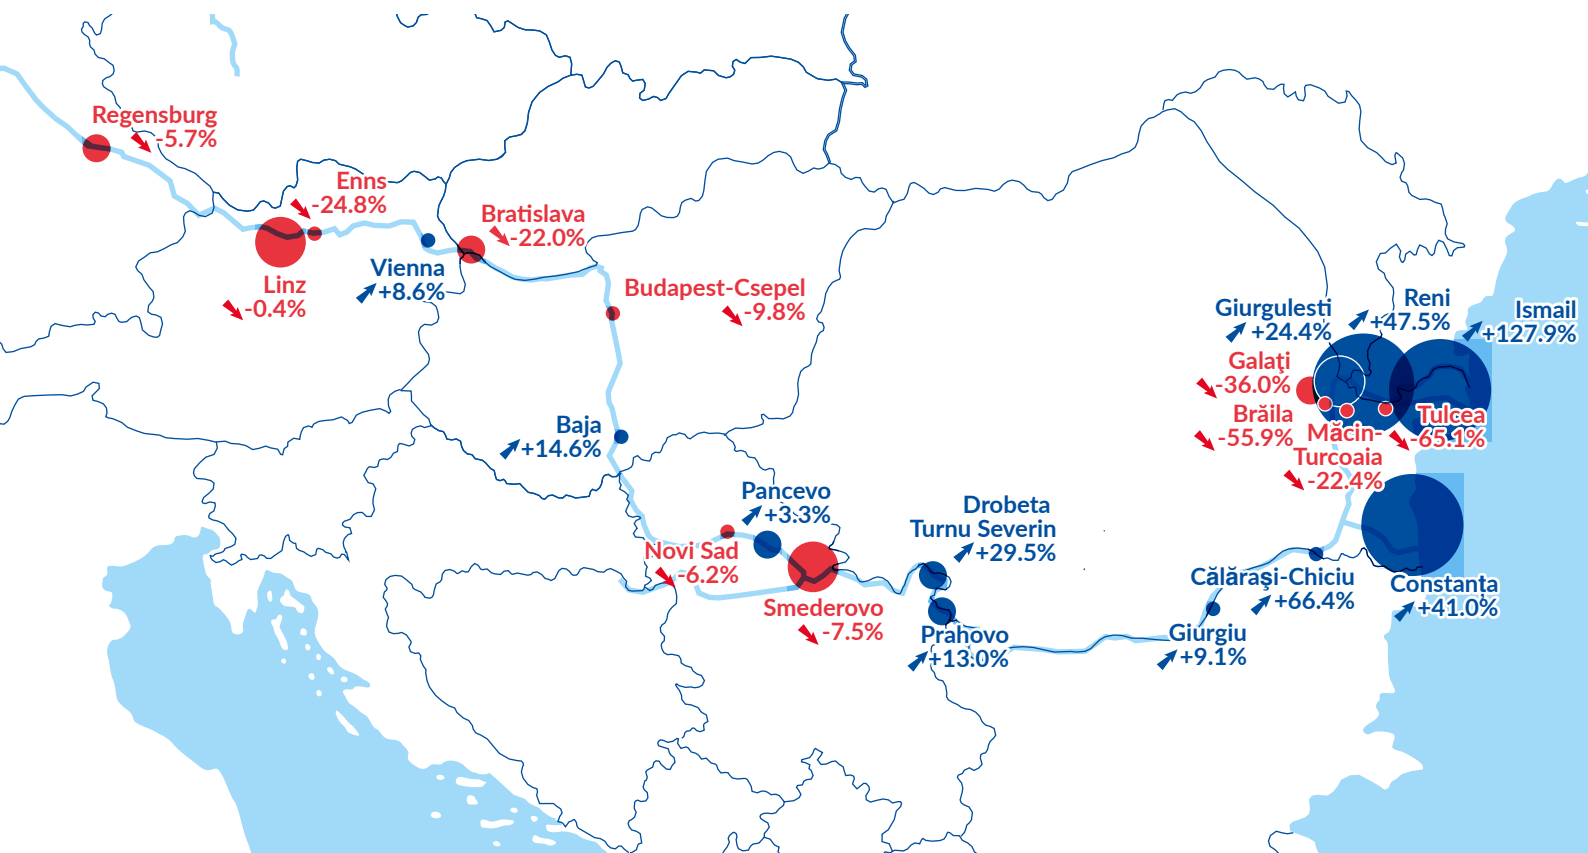 Regensburg
-5.7%
Enns
-24.8%
Linz
-0.4%
Vienna
+8.6%
Bratislava
-22.0%
Budapest-Csepel
-9.8%
Baja
+14.6%
Novi Sad
-6.2%
Pancevo
+3.3%
Smederovo
-7.5%
Drobeta
Turnu Severin
+29.5%
Prahovo
+13.0%
Giurgiu
+9.1%
Călăraşi-Chiciu
+66.4%
Constanța
+41.0%
Giurgulesti
+24.4%
Reni
+47.5%
Ismail
+127.9%
Galaţi
-36.0%
Brăila
-55.9%
Măcin-
Turcoaia
-22.4%
Tulcea
-65.1%